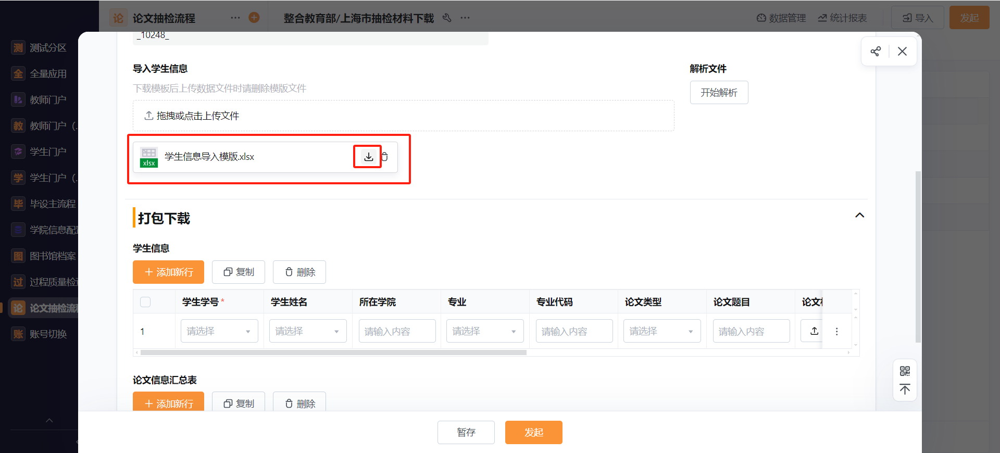 论 论文抽检流程
整合教育部/上海市抽检材料下载
数据管理
统计报表
导入
发起
测 测试分区
全 全量应用
教师门户
教 教师门户（.
学生门户
学 学生门户（.
毕 毕设主流程
学院信息配置
图 图书馆档案
过 过程质量检查
论 论文抽检流程
账 账号切换
_10248_
导入学生信息
下载模板后上传数据文件时请删除模版文件
拖拽或点击上传文件
解析文件
开始解析
xlsx
学生信息导入模版.xlsx
打包下载
学生信息
添加新行 复制 删除
学生学号* 学生姓名 所在学院 专业 专业代码 论文类型 论文题目 论文
1 请选择 请选择 请输入内容 请选择 请输入内容 请选择 请输入内容
论文信息汇总表
添加新行 复制 删除
暂存 发起